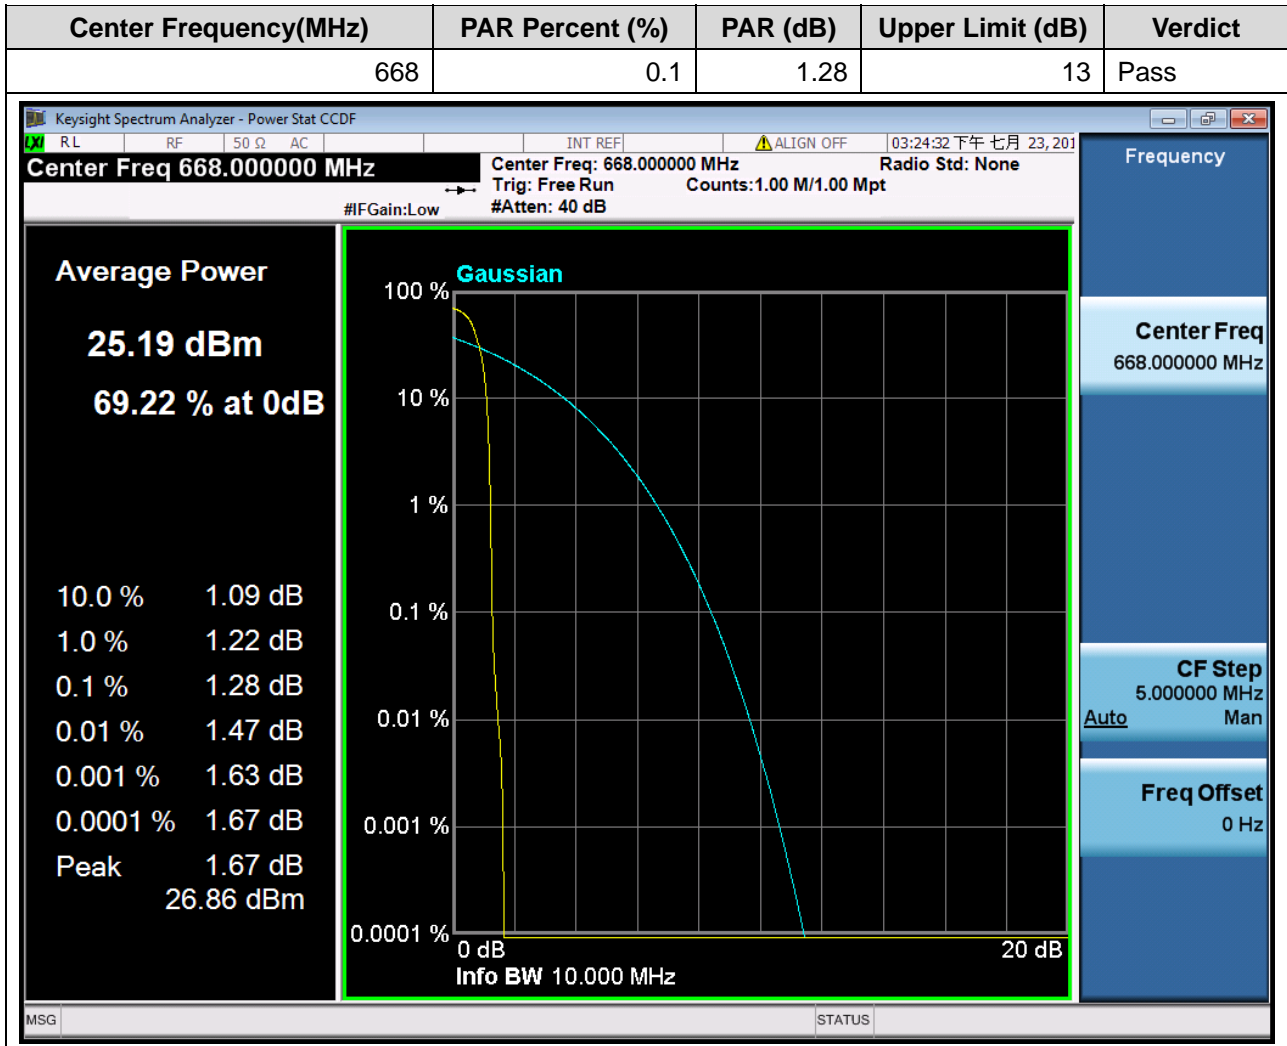 Center Frequency(MHz) PAR Percent (%) PAR (dB) Upper Limit (dB) Verdict
668 0.1 1.28 13 Pass
Keysight Spectrum Analyzer - Power Stat CCDF
LXI RL RF 50 Ω AC INT REF ALIGN OFF 03:24:32 下午 七月 23, 201
Center Freq 668.000000 MHz
#IFGain:Low
Center Freq: 668.000000 MHz Radio Std: None
Trig: Free Run Counts:1.00 M/1.00 Mpt
#Atten: 40 dB
Average Power
25.19 dBm
69.22 % at 0dB
10.0 % 1.09 dB
1.0 % 1.22 dB
0.1 % 1.28 dB
0.01 % 1.47 dB
0.001 % 1.63 dB
0.0001 % 1.67 dB
Peak 1.67 dB
26.86 dBm
Gaussian
100 %
10 %
1 %
0.1 %
0.01 %
0.001 %
0.0001 %
0 dB 20 dB
Info BW 10.000 MHz
Frequency
Center Freq
668.000000 MHz
CF Step
5.000000 MHz
Auto Man
Freq Offset
0 Hz
MSG STATUS